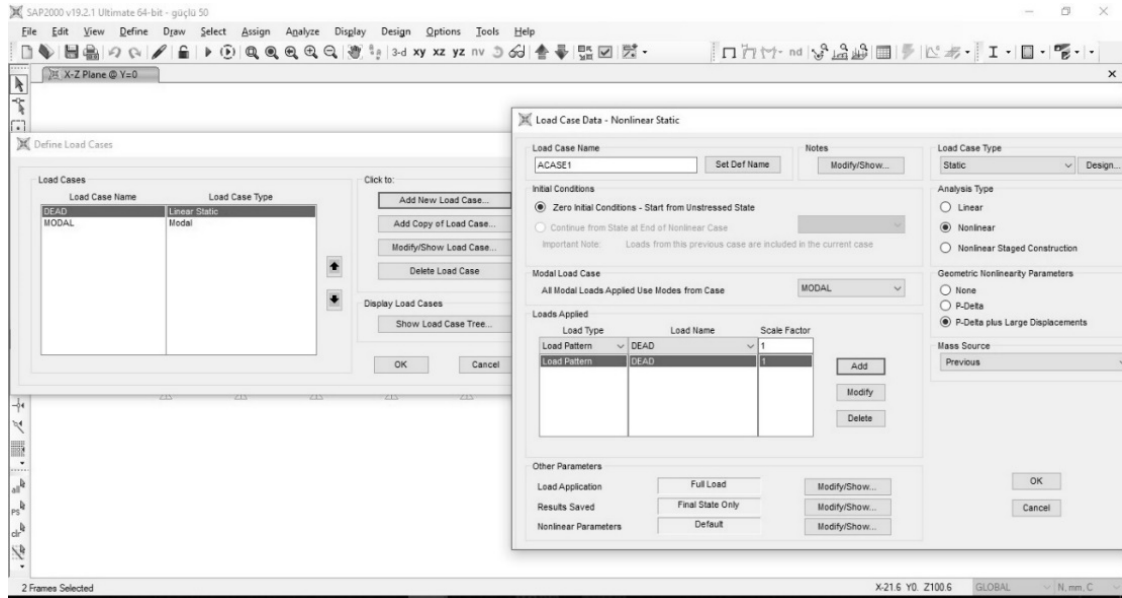 SAP2000 v19.2.1 Ultimate 64-bit - güçlü 50
File Edit View Define Draw Select Assign Analyze Display Design Options Tools Help
3-d xy xz yz nv
nd
X-Z Plane @ Y=0
Define Load Cases
Load Cases
Load Case Name Load Case Type
DEAD Linear Static
MODAL Modal
Click to:
Add New Load Case...
Add Copy of Load Case...
Modify/Show Load Case...
Delete Load Case
Display Load Cases
Show Load Case Tree...
OK Cancel
Load Case Data - Nonlinear Static
Load Case Name
ACASE1 Set Def Name
Notes
Modify/Show...
Load Case Type
Static Design...
Initial Conditions
Zero Initial Conditions - Start from Unstressed State
Continue from State at End of Nonlinear Case
Important Note: Loads from this previous case are included in the current case
Analysis Type
Linear
Nonlinear
Nonlinear Staged Construction
Modal Load Case
All Modal Loads Applied Use Modes from Case MODAL
Geometric Nonlinearity Parameters
None
P-Delta
P-Delta plus Large Displacements
Loads Applied
Load Type Load Name Scale Factor
Load Pattern DEAD 1
Load Pattern DEAD 1
Add
Modify
Delete
Mass Source
Previous
Other Parameters
Load Application Full Load Modify/Show...
Results Saved Final State Only Modify/Show...
Nonlinear Parameters Default Modify/Show...
OK
Cancel
all
PS
clr
2 Frames Selected
X-21.6 Y0. Z100.6 GLOBAL N, mm, C